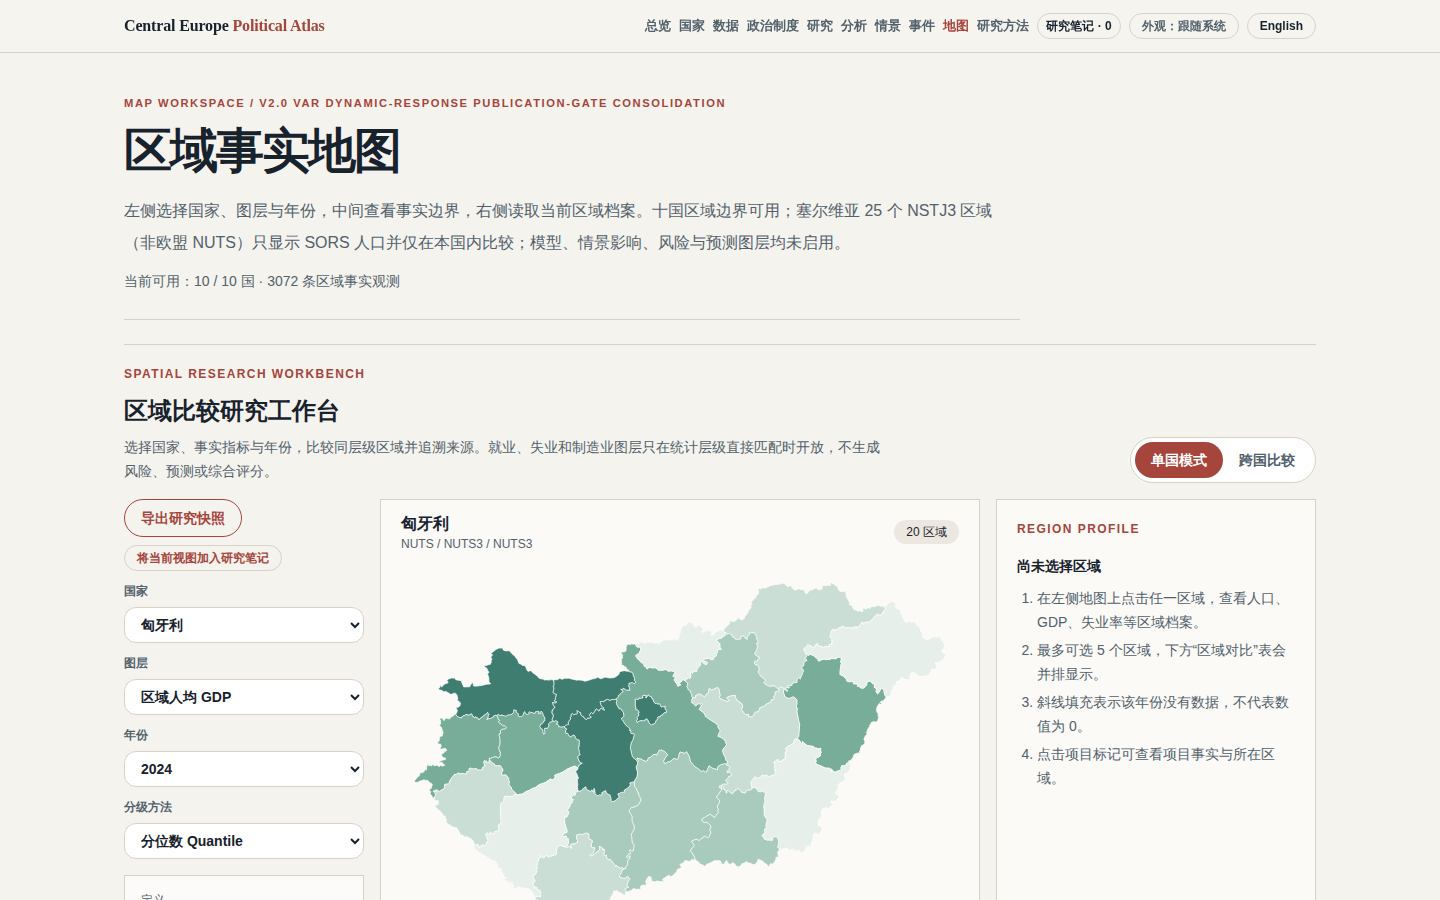 Central Europe Political Atlas
总览 国家 数据 政治制度 研究 分析 情景 事件 地图 研究方法 研究笔记 · 0 外观：跟随系统 English
MAP WORKSPACE / V2.0 VAR DYNAMIC-RESPONSE PUBLICATION-GATE CONSOLIDATION
区域事实地图
左侧选择国家、图层与年份，中间查看事实边界，右侧读取当前区域档案。十国区域边界可用；塞尔维亚 25 个 NSTJ3 区域
（非欧盟 NUTS）只显示 SORS 人口并仅在本国内比较；模型、情景影响、风险与预测图层均未启用。
当前可用：10 / 10 国 · 3072 条区域事实观测
SPATIAL RESEARCH WORKBENCH
区域比较研究工作台
选择国家、事实指标与年份，比较同层级区域并追溯来源。就业、失业和制造业图层只在统计层级直接匹配时开放，不生成
风险、预测或综合评分。
单国模式 跨国比较
导出研究快照
将当前视图加入研究笔记
国家
匈牙利
图层
区域人均 GDP
年份
2024
分级方法
分位数 Quantile
定义
匈牙利
NUTS / NUTS3 / NUTS3
20 区域
REGION PROFILE
尚未选择区域
1. 在左侧地图上点击任一区域，查看人口、
GDP、失业率等区域档案。
2. 最多可选 5 个区域，下方“区域对比”表会
并排显示。
3. 斜线填充表示该年份没有数据，不代表数
值为 0。
4. 点击项目标记可查看项目事实与所在区
域。